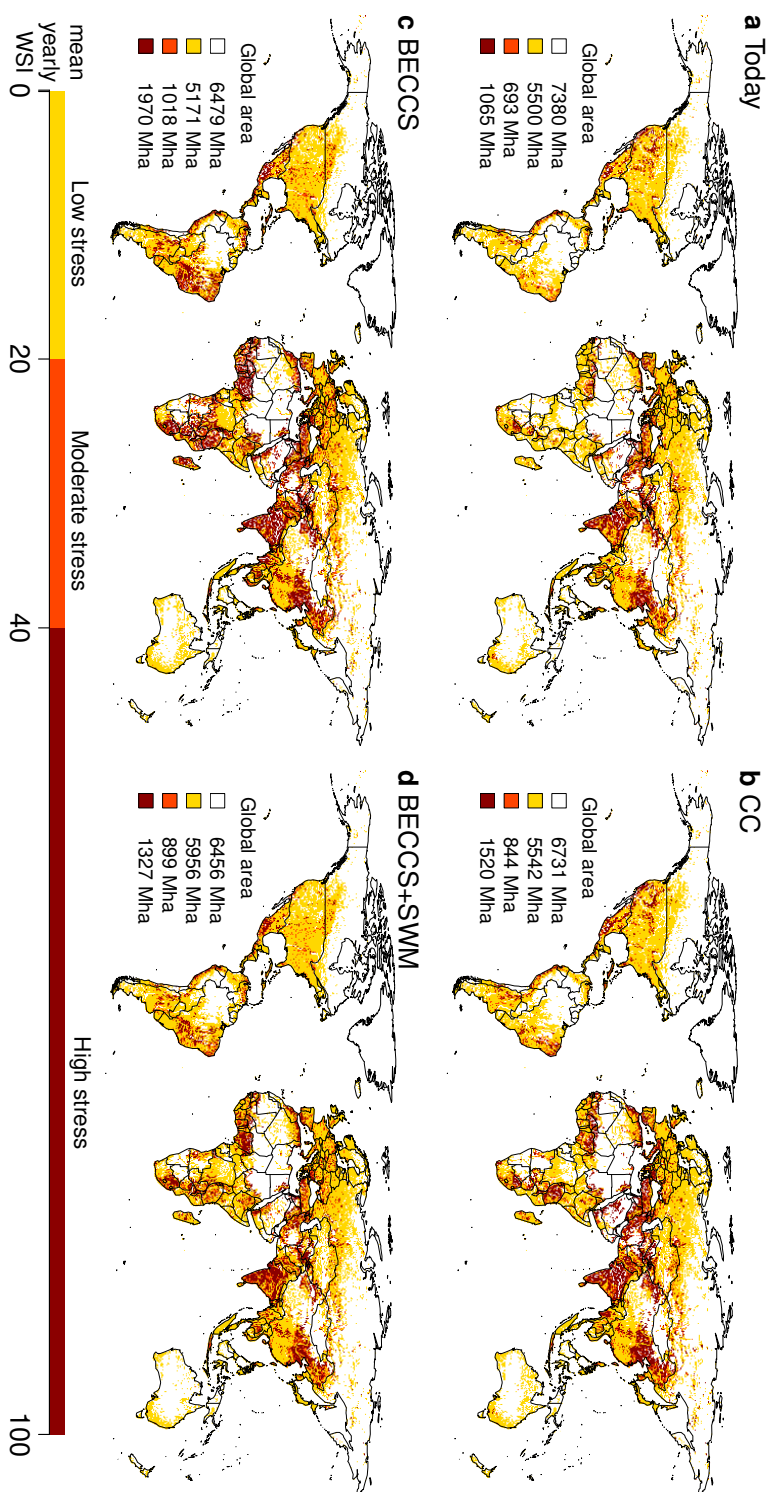 a Today
Global area
7380 Mha
5500 Mha
693 Mha
1065 Mha
b CC
Global area
6731 Mha
5542 Mha
844 Mha
1520 Mha
c BECCS
Global area
6479 Mha
5171 Mha
1018 Mha
1970 Mha
d BECCS+SWM
Global area
6456 Mha
5956 Mha
899 Mha
1327 Mha
mean
yearly
WSI
Low stress
Moderate stress
High stress
0
20
40
100